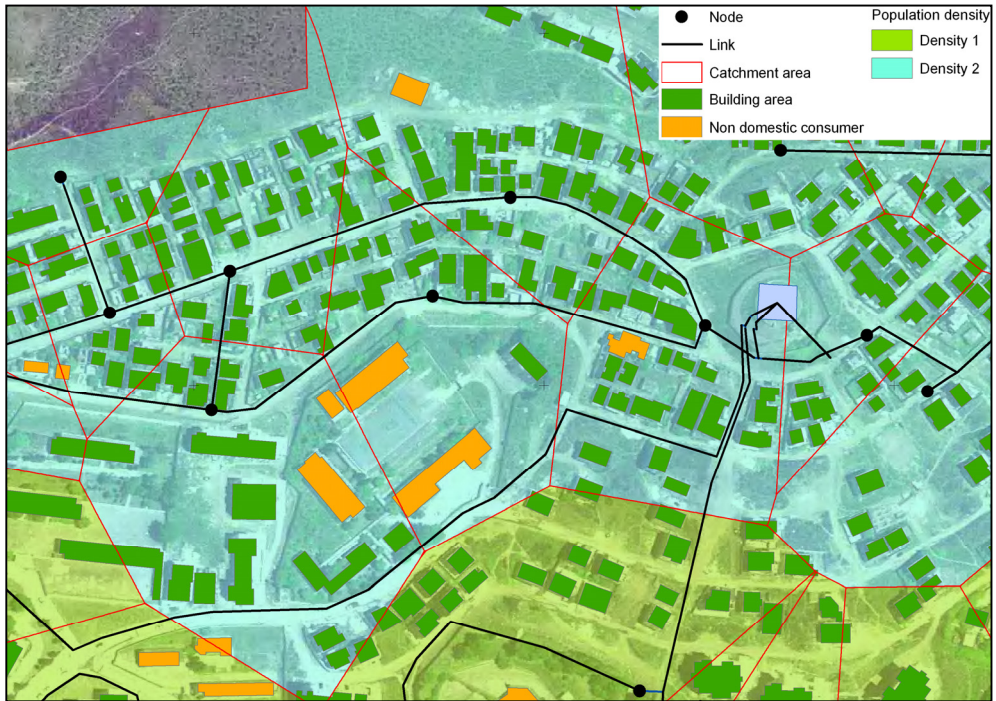 Node
Link
Catchment area
Building area
Non domestic consumer
Population density
Density 1
Density 2